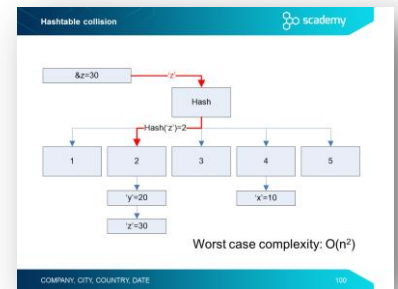 Hashtable collision
scademy
&z=30
'z'
Hash
Hash('z')=2
1 2 3 4 5
'y'=20 'x'=10
'z'=30
Worst case complexity: O(n²)
COMPANY, CITY, COUNTRY, DATE 100